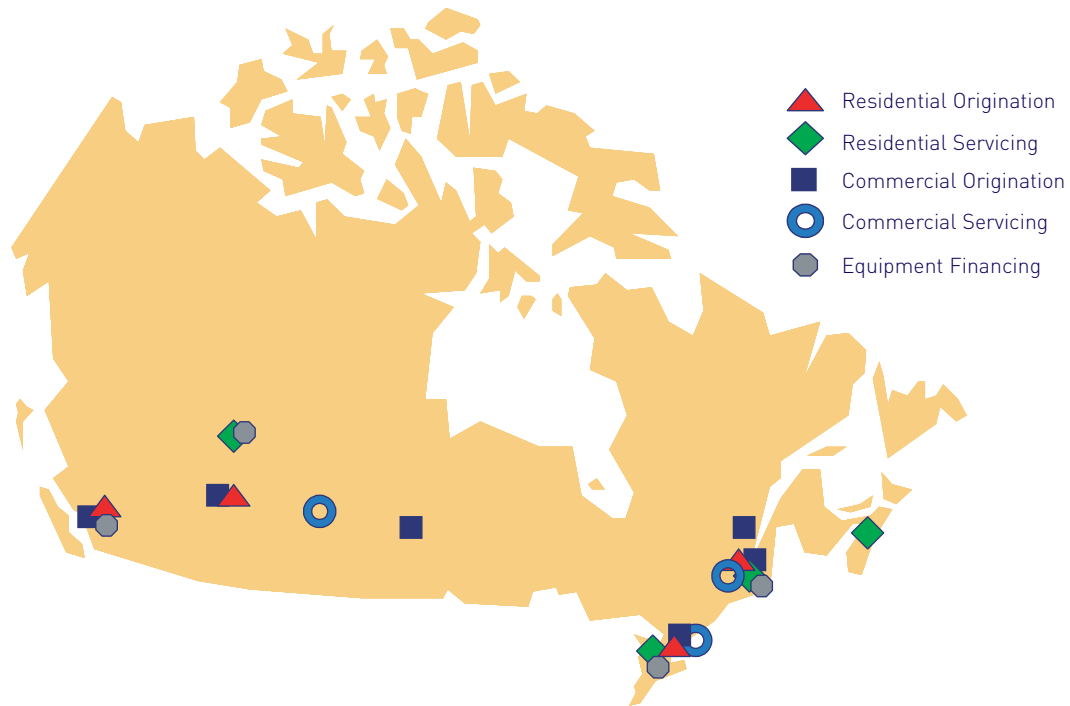 Residential Origination
Residential Servicing
Commercial Origination
Commercial Servicing
Equipment Financing